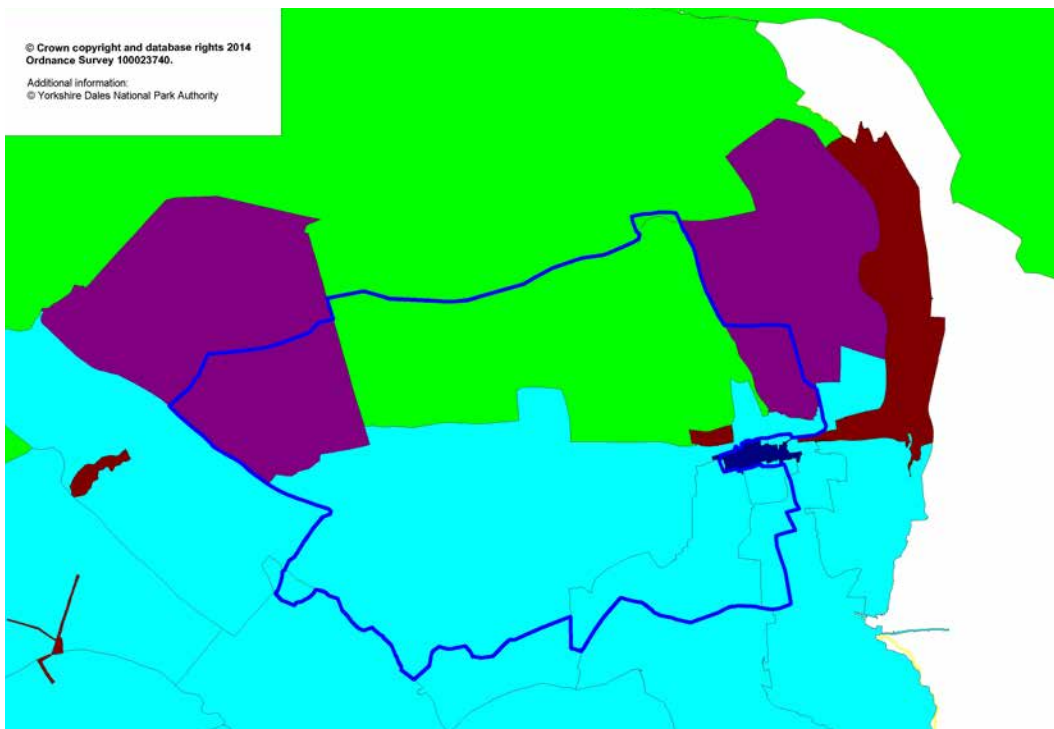 © Crown copyright and database rights 2014
Ordnance Survey 100023740.
Additional information:
© Yorkshire Dales National Park Authority